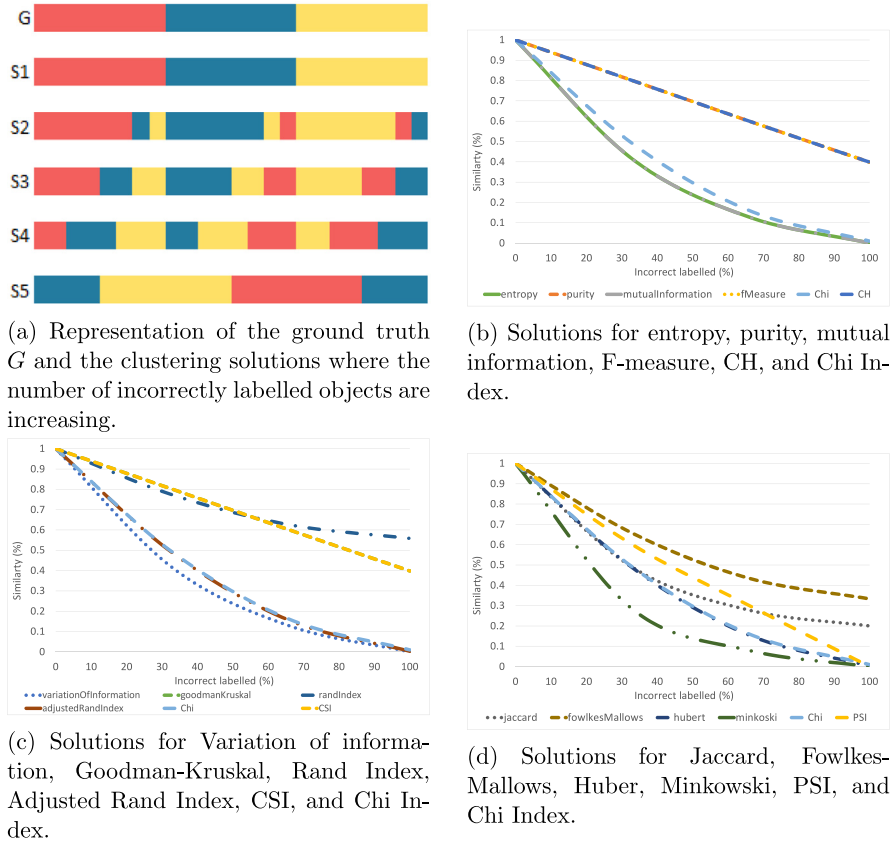 G
S1
S2
S3
S4
S5
(a) Representation of the ground truth
G and the clustering solutions where the
number of incorrectly labelled objects are
increasing.
1
0.9
0.8
0.7
0.6
0.5
0.4
0.3
0.2
0.1
0
Similarty (%)
0 10 20 30 40 50 60 70 80 90 100
Incorrect labelled (%)
entropy purity mutualInformation fMeasure Chi CH
(b) Solutions for entropy, purity, mutual
information, F-measure, CH, and Chi In-
dex.
1
0.9
0.8
0.7
0.6
0.5
0.4
0.3
0.2
0.1
0
Similarty (%)
0 10 20 30 40 50 60 70 80 90 100
Incorrect labelled (%)
variationOfInformation goodmanKruskal randIndex
adjustedRandIndex Chi CSI
(c) Solutions for Variation of informa-
tion, Goodman-Kruskal, Rand Index,
Adjusted Rand Index, CSI, and Chi In-
dex.
1
0.9
0.8
0.7
0.6
0.5
0.4
0.3
0.2
0.1
0
Similarty (%)
0 10 20 30 40 50 60 70 80 90 100
Incorrect labelled (%)
jaccard fowlkesMallows hubert minkoski Chi PSI
(d) Solutions for Jaccard, Fowlkes-
Mallows, Huber, Minkowski, PSI, and
Chi Index.